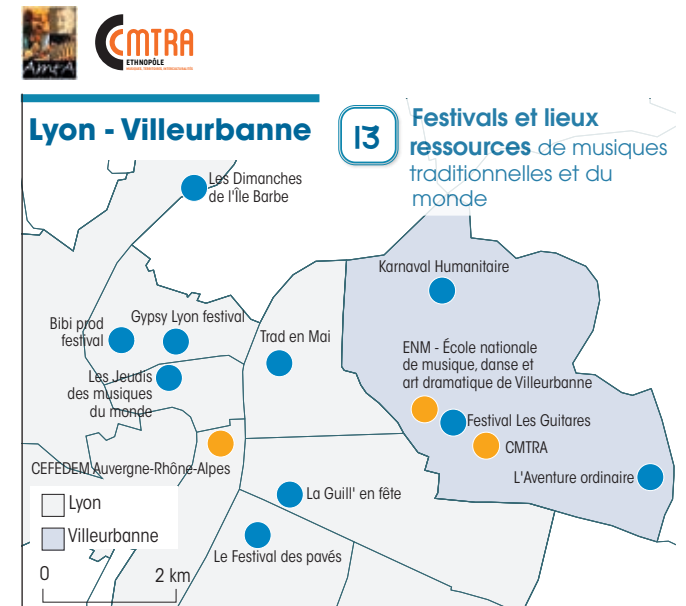 AmtA
CMTRA
ETHNOPÔLE
Lyon - Villeurbanne
13
Festivals et lieux
ressources de musiques
traditionnelles et du
monde
Les Dimanches
de l'Île Barbe
Karnaval Humanitaire
Gypsy Lyon festival
Bibi prod
festival
Trad en Mai
ENM - École nationale
de musique, danse et
art dramatique de Villeurbanne
Les Jeudis
des musiques
du monde
Festival Les Guitares
CMTRA
CEFEDEM Auvergne-Rhône-Alpes
L'Aventure ordinaire
La Guill' en fête
Lyon
Villeurbanne
Le Festival des pavés
0
2 km